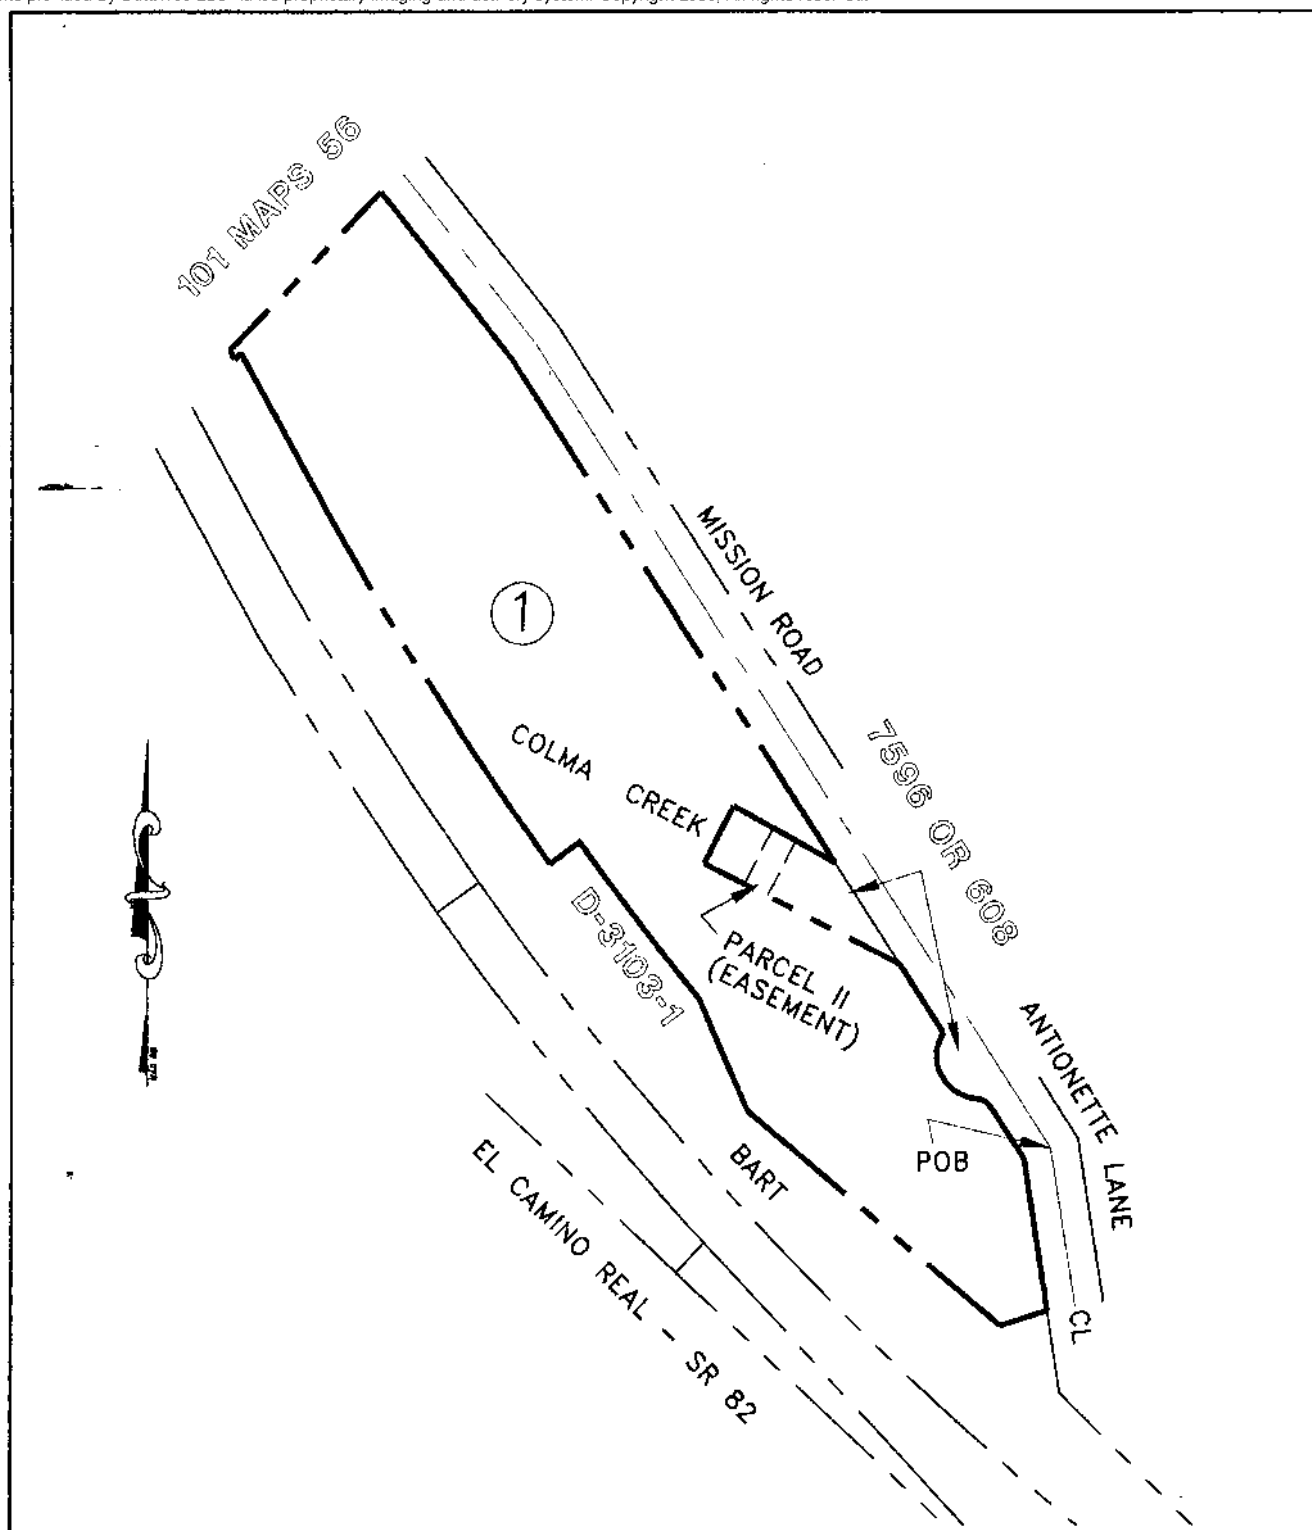 101 MAPS 56
MISSION ROAD
1
COLMA CREEK
7596 OR 608
D-3103-1
PARCEL II
(EASEMENT)
ANTIONETTE LANE
POB
BART
EL CAMINO REAL - SR 82
CL